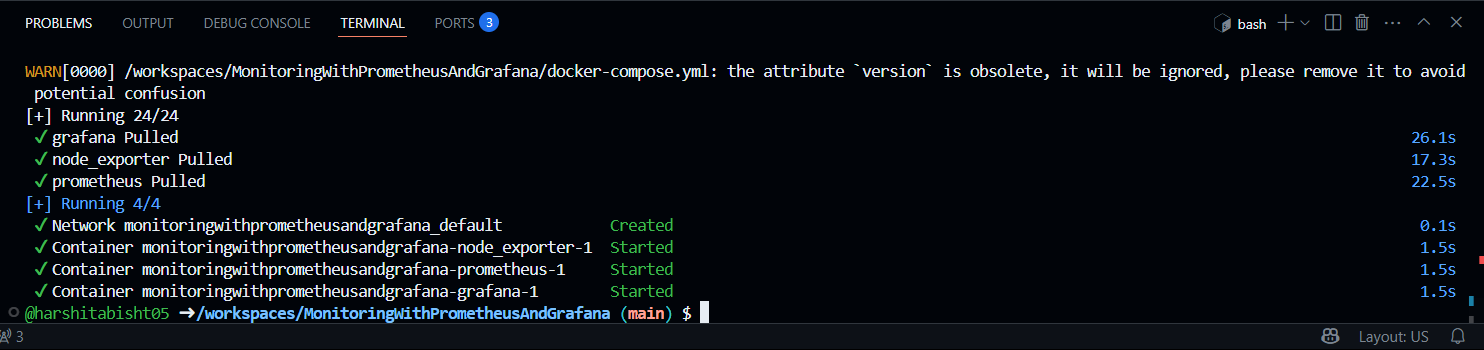 PROBLEMS OUTPUT DEBUG CONSOLE TERMINAL PORTS 3 bash
WARN[0000] /workspaces/MonitoringWithPrometheusAndGrafana/docker-compose.yml: the attribute `version` is obsolete, it will be ignored, please remove it to avoid
potential confusion
[+] Running 24/24
✓ grafana Pulled 26.1s
✓ node_exporter Pulled 17.3s
✓ prometheus Pulled 22.5s
[+] Running 4/4
✓ Network monitoringwithprometheusandgrafana_default Created 0.1s
✓ Container monitoringwithprometheusandgrafana-node_exporter-1 Started 1.5s
✓ Container monitoringwithprometheusandgrafana-prometheus-1 Started 1.5s
✓ Container monitoringwithprometheusandgrafana-grafana-1 Started 1.5s
@harshitabisht05 ➜/workspaces/MonitoringWithPrometheusAndGrafana (main) $
3 Layout: US